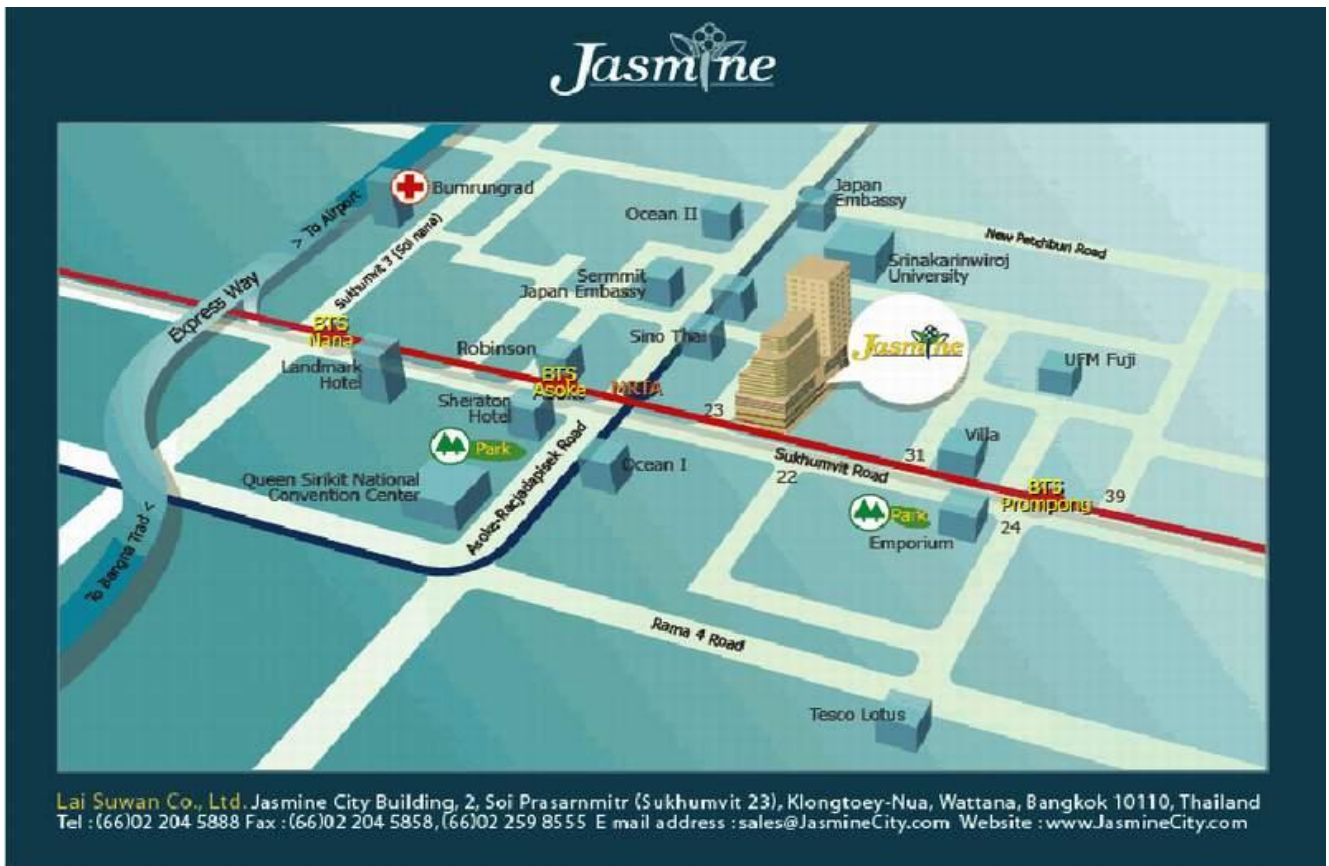 Jasmine
Bumrungrad
> To Airport
Sukhumvit 3 (Soi nana)
Express Way
Ocean II
Japan
Embassy
New Petchburi Road
Srinakarinwiroj
University
Sermmit
Japan Embassy
Sino Thai
Jasmine
UFM Fuji
BTS
Nana
Landmark
Hotel
Robinson
BTS
Asoke
MRTA
Sheraton
Hotel
Park
23
Sukhumvit Road
22
31
Villa
Queen Sirikit National
Convention Center
Asoke-Racjadapisek Road
Ocean I
BTS
Prompong
39
Park
Emporium
24
To Bangna Trad <
Rama 4 Road
Tesco Lotus
Lai Suwan Co., Ltd. Jasmine City Building, 2, Soi Prasarnmitr (Sukhumvit 23), Klongtoey-Nua, Wattana, Bangkok 10110, Thailand
Tel :(66)02 204 5888 Fax :(66)02 204 5858, (66)02 259 8555 E mail address :sales@JasmineCity.com Website :www.JasmineCity.com